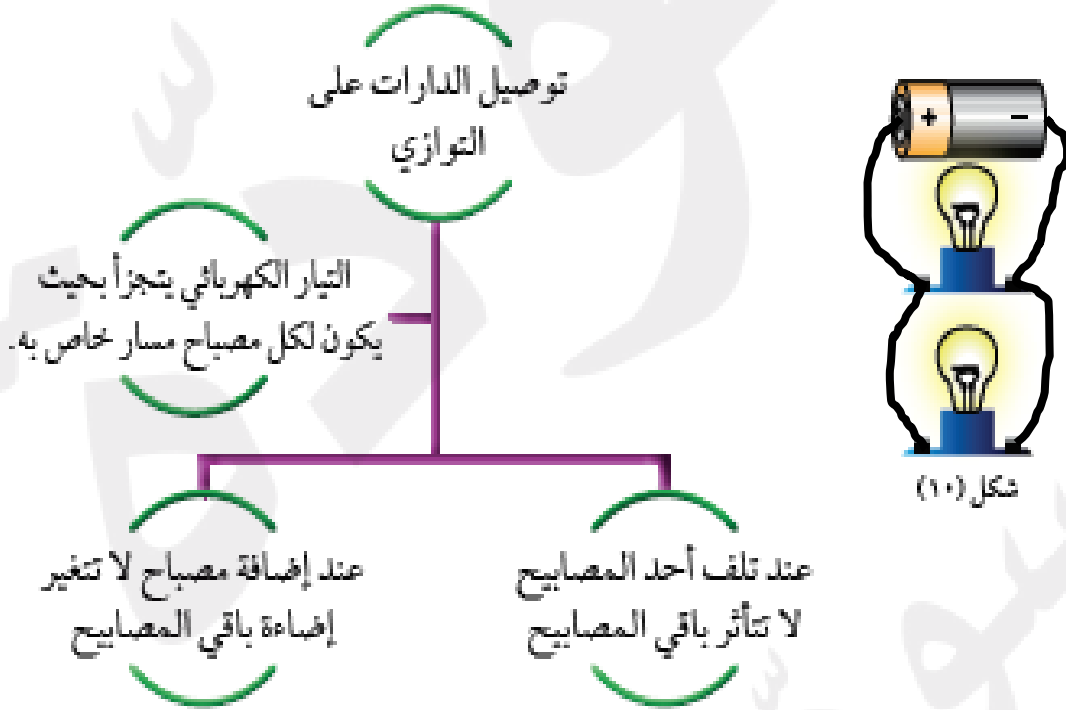 توصيل الدارات على
التوازي
التيار الكهربائي يتجزأ بحيث
يكون لكل مصباح مسار خاص به.
عند تلف أحد المصابيح
لا تتأثر باقي المصابيح
عند إضافة مصباح لا تتغير
إضاءة باقي المصابيح
+ -
شكل (١٠)